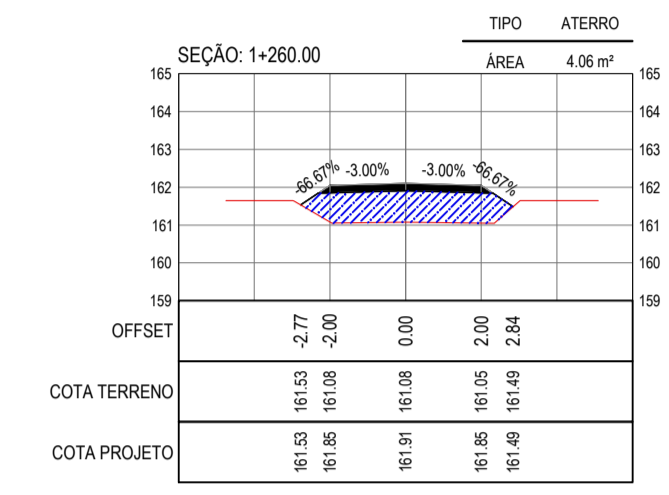 TIPO ATERRO
SEÇÃO: 1+260.00
ÁREA 4.06 m²
165 165
164 164
163 163
-66.67% -3.00% -3.00% -66.67%
162 162
161 161
160 160
159 159
OFFSET -2.77 -2.00 0.00 2.00 2.84
COTA TERRENO 161.53 161.08 161.08 161.05 161.49
COTA PROJETO 161.53 161.85 161.91 161.85 161.49